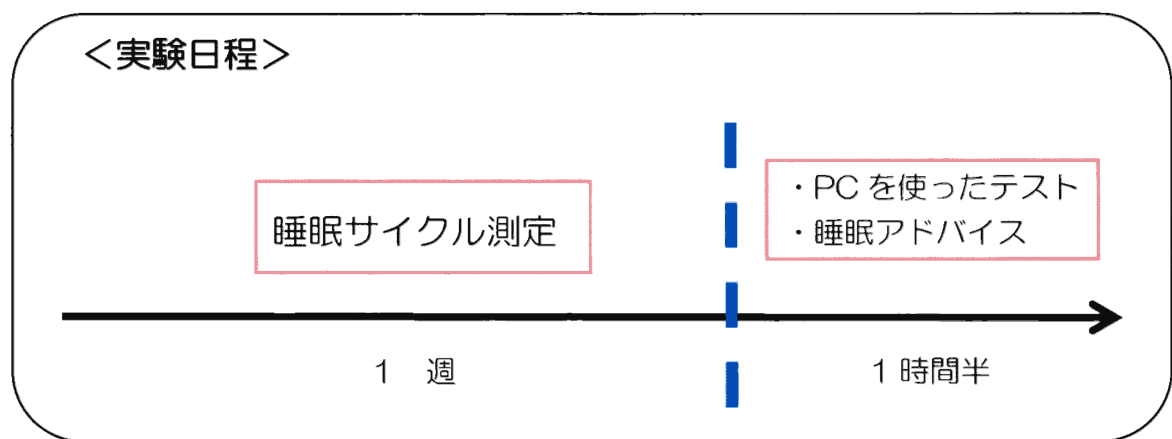 ＜実験日程＞
睡眠サイクル測定
・PC を使ったテスト
・睡眠アドバイス
1　週
1 時間半